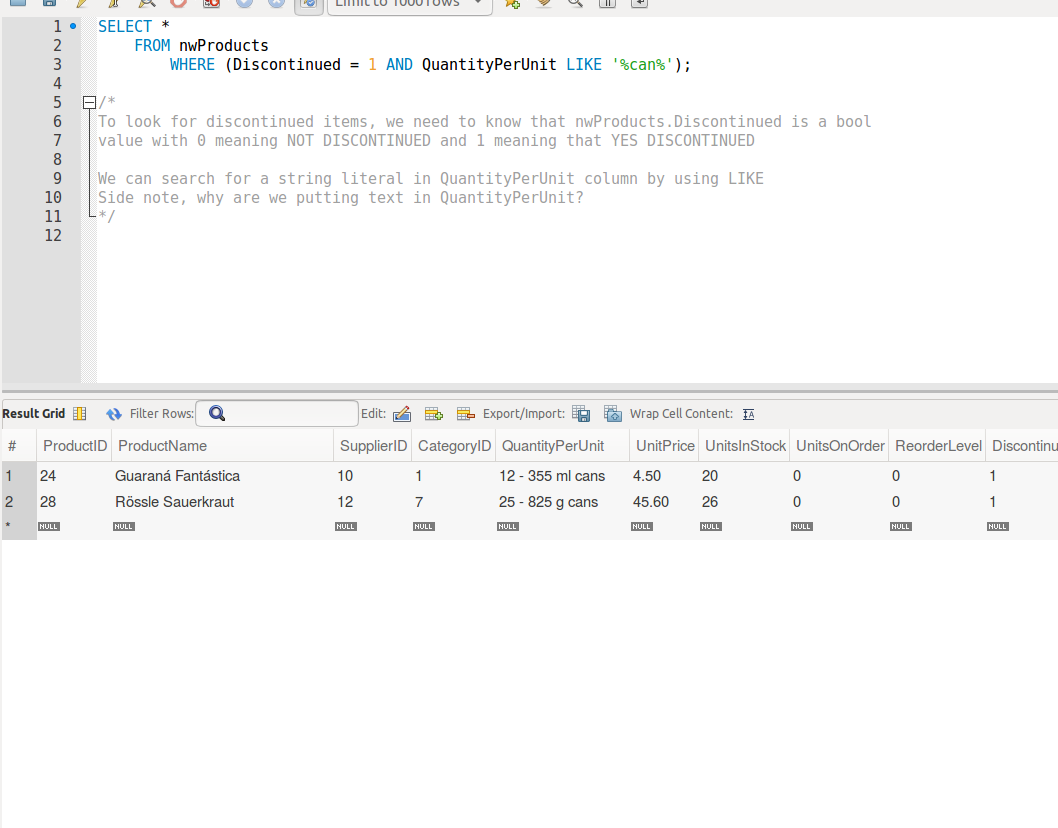 Limit to 1000 rows
1 SELECT *
2 FROM nwProducts
3 WHERE (Discontinued = 1 AND QuantityPerUnit LIKE '%can%');
4
5 /*
6 To look for discontinued items, we need to know that nwProducts.Discontinued is a bool
7 value with 0 meaning NOT DISCONTINUED and 1 meaning that YES DISCONTINUED
8
9 We can search for a string literal in QuantityPerUnit column by using LIKE
10 Side note, why are we putting text in QuantityPerUnit?
11 */
12
Result Grid Filter Rows: Edit: Export/Import: Wrap Cell Content: IA
# ProductID ProductName SupplierID CategoryID QuantityPerUnit UnitPrice UnitsInStock UnitsOnOrder ReorderLevel Discontinu
1 24 Guaraná Fantástica 10 1 12 - 355 ml cans 4.50 20 0 0 1
2 28 Rössle Sauerkraut 12 7 25 - 825 g cans 45.60 26 0 0 1
* NULL NULL NULL NULL NULL NULL NULL NULL NULL NULL